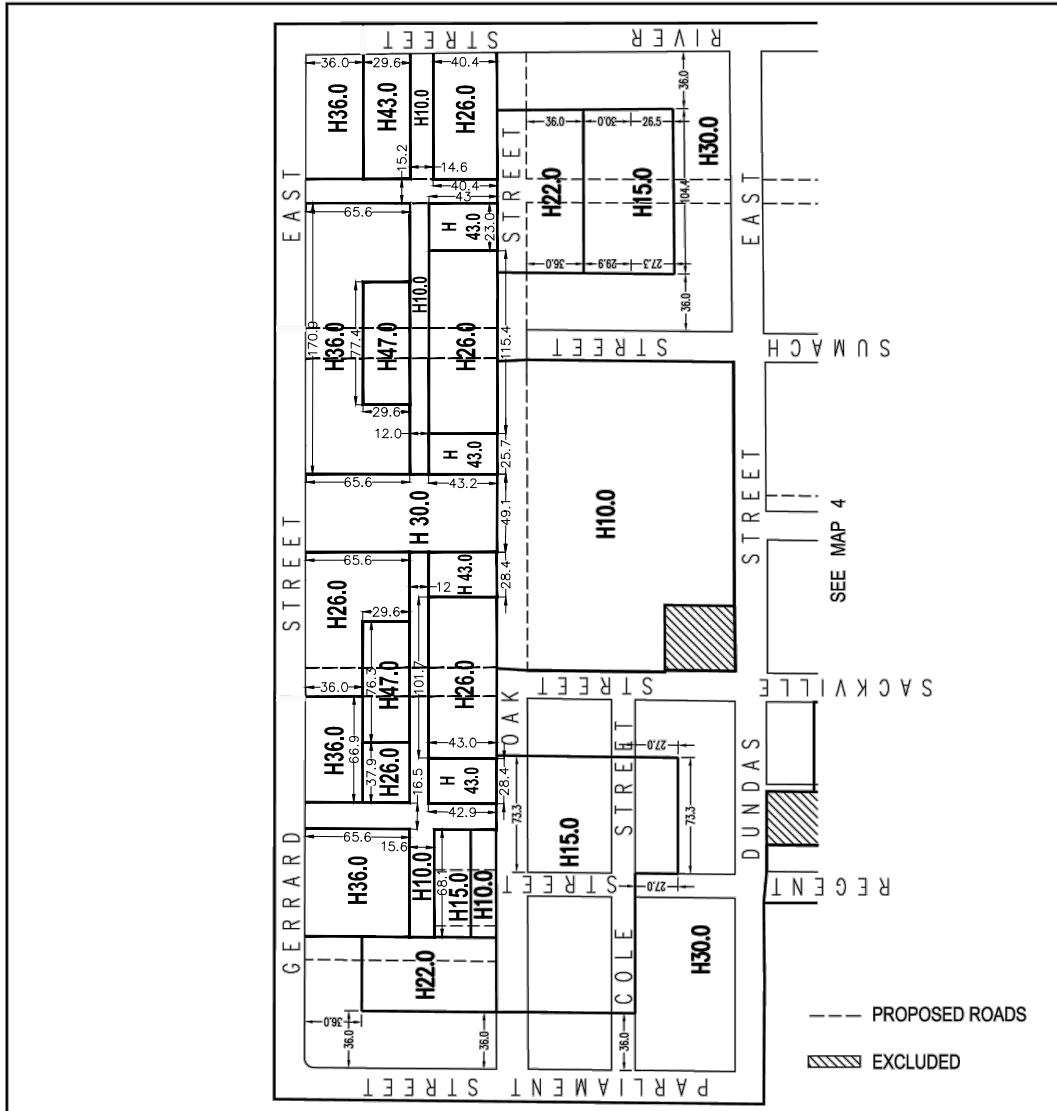 RIVER STREET
36.0
29.6
40.4
H36.0
H43.0
H10.0
H26.0
15.2
14.6
40.4
43
36.0
36.0
30.0
26.5
H22.0
H15.0
H30.0
104.4
36.0
29.9
27.3
36.0
GERRARD STREET EAST
OAK STREET
DUNDAS STREET EAST
65.6
H
43.0
23.0
H10.0
170.9
H36.0
77.4
H47.0
H26.0
115.4
29.6
12.0
H
43.0
25.7
SUMACH STREET
65.6
43.2
H 30.0
49.1
H10.0
SEE MAP 4
65.6
12
H 43.0
28.4
H26.0
29.6
36.0
76.3
H47.0
101.7
H26.0
SACKVILLE STREET
H36.0
66.9
37.9
H26.0
16.5
43.0
H
43.0
28.4
42.9
27.0
73.3
73.3
H15.0
COLE STREET
65.6
15.6
H36.0
H10.0
68.1
H15.0
H10.0
27.0
REGENT STREET
H22.0
H30.0
36.0
36.0
36.0
36.0
PARLIAMENT STREET
PROPOSED ROADS
EXCLUDED